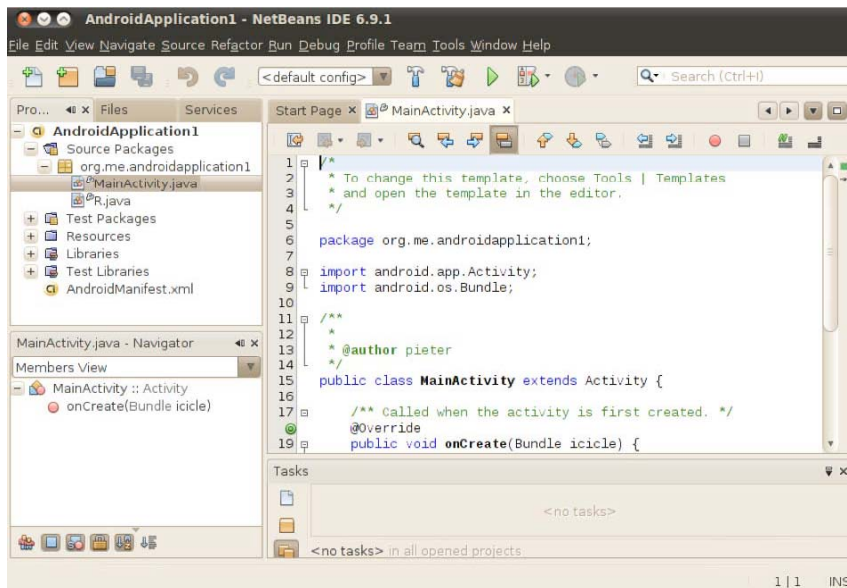 AndroidApplication1 - NetBeans IDE 6.9.1
File Edit View Navigate Source Refactor Run Debug Profile Team Tools Window Help
<default config>
Search (Ctrl+I)
Pro... Files Services
AndroidApplication1
Source Packages
org.me.androidapplication1
MainActivity.java
R.java
Test Packages
Resources
Libraries
Test Libraries
AndroidManifest.xml
MainActivity.java - Navigator
Members View
MainActivity :: Activity
onCreate(Bundle icicle)
Start Page MainActivity.java
1 /*
2 * To change this template, choose Tools | Templates
3 * and open the template in the editor.
4 */
5
6 package org.me.androidapplication1;
7
8 import android.app.Activity;
9 import android.os.Bundle;
10
11 /**
12 *
13 * @author pieter
14 */
15 public class MainActivity extends Activity {
16
17 /** Called when the activity is first created. */
@Override
19 public void onCreate(Bundle icicle) {
Tasks
<no tasks>
<no tasks> in all opened projects
1 | 1 INS